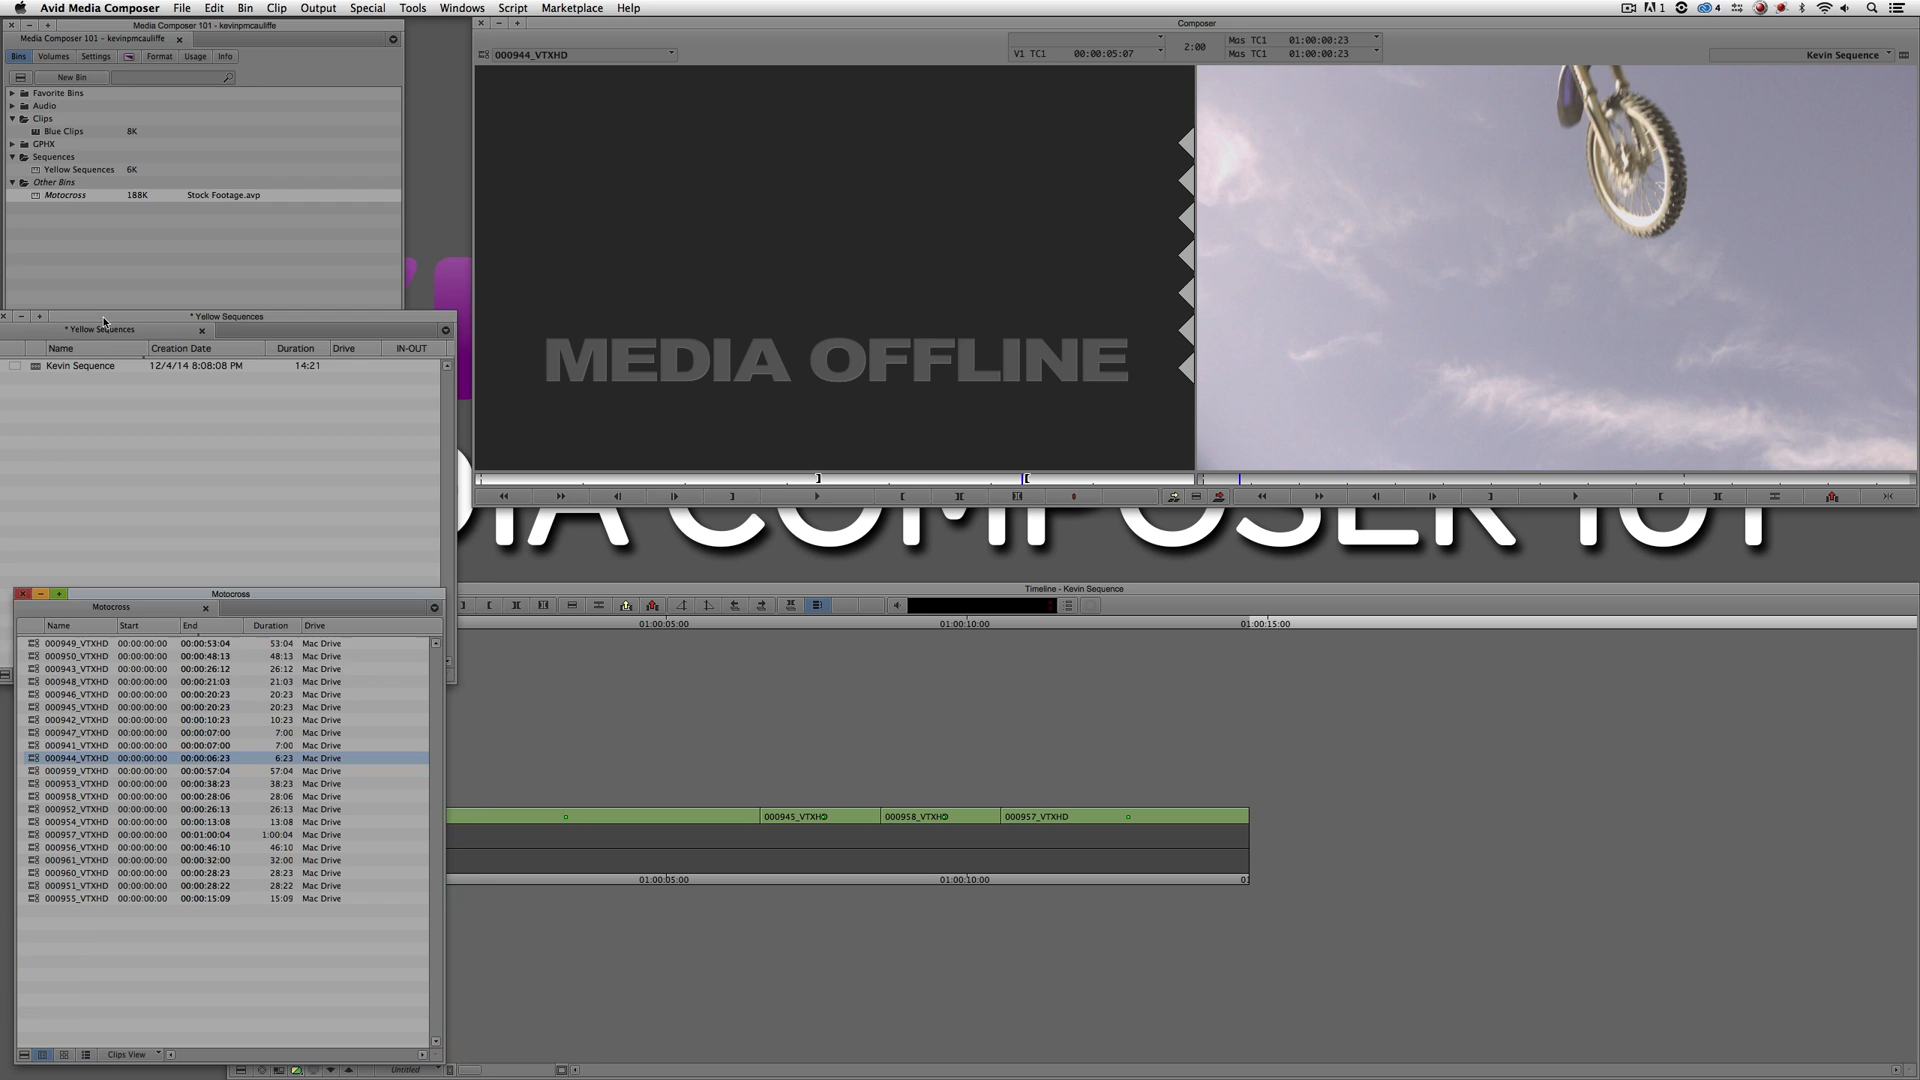 Avid Media Composer File Edit Bin Clip Output Special Tools Windows Script Marketplace Help
1
4
Media Composer 101 - kevinpmcauliffe
Media Composer 101 - kevinpmcauliffe
Bins Volumes Settings Format Usage Info
New Bin
Favorite Bins
Audio
Clips
Blue Clips 8K
GPHX
Sequences
Yellow Sequences 6K
Other Bins
Motocross 188K Stock Footage.avp
Composer
000944_VTXHD
V1 TC1 00:00:05:07
2:00
Mas TC1 01:00:00:23
Mas TC1 01:00:00:23
Kevin Sequence
MEDIA OFFLINE
DIA COMPOSER 101
* Yellow Sequences
* Yellow Sequences
Name Creation Date Duration Drive IN-OUT
Kevin Sequence 12/4/14 8:08:08 PM 14:21
Motocross
Motocross
Name Start End Duration Drive
000949_VTXHD 00:00:00:00 00:00:53:04 53:04 Mac Drive
000950_VTXHD 00:00:00:00 00:00:48:13 48:13 Mac Drive
000943_VTXHD 00:00:00:00 00:00:26:12 26:12 Mac Drive
000948_VTXHD 00:00:00:00 00:00:21:03 21:03 Mac Drive
000946_VTXHD 00:00:00:00 00:00:20:23 20:23 Mac Drive
000945_VTXHD 00:00:00:00 00:00:20:23 20:23 Mac Drive
000942_VTXHD 00:00:00:00 00:00:10:23 10:23 Mac Drive
000947_VTXHD 00:00:00:00 00:00:07:00 7:00 Mac Drive
000941_VTXHD 00:00:00:00 00:00:07:00 7:00 Mac Drive
000944_VTXHD 00:00:00:00 00:00:06:23 6:23 Mac Drive
000959_VTXHD 00:00:00:00 00:00:57:04 57:04 Mac Drive
000953_VTXHD 00:00:00:00 00:00:38:23 38:23 Mac Drive
000958_VTXHD 00:00:00:00 00:00:28:06 28:06 Mac Drive
000952_VTXHD 00:00:00:00 00:00:26:13 26:13 Mac Drive
000954_VTXHD 00:00:00:00 00:00:13:08 13:08 Mac Drive
000957_VTXHD 00:00:00:00 00:01:00:04 1:00:04 Mac Drive
000956_VTXHD 00:00:00:00 00:00:46:10 46:10 Mac Drive
000961_VTXHD 00:00:00:00 00:00:32:00 32:00 Mac Drive
000960_VTXHD 00:00:00:00 00:00:28:23 28:23 Mac Drive
000951_VTXHD 00:00:00:00 00:00:28:22 28:22 Mac Drive
000955_VTXHD 00:00:00:00 00:00:15:09 15:09 Mac Drive
Clips View
Timeline - Kevin Sequence
01:00:05:00 01:00:10:00 01:00:15:00
000945_VTXHD 000958_VTXHD 000957_VTXHD
01:00:05:00 01:00:10:00 01
Untitled